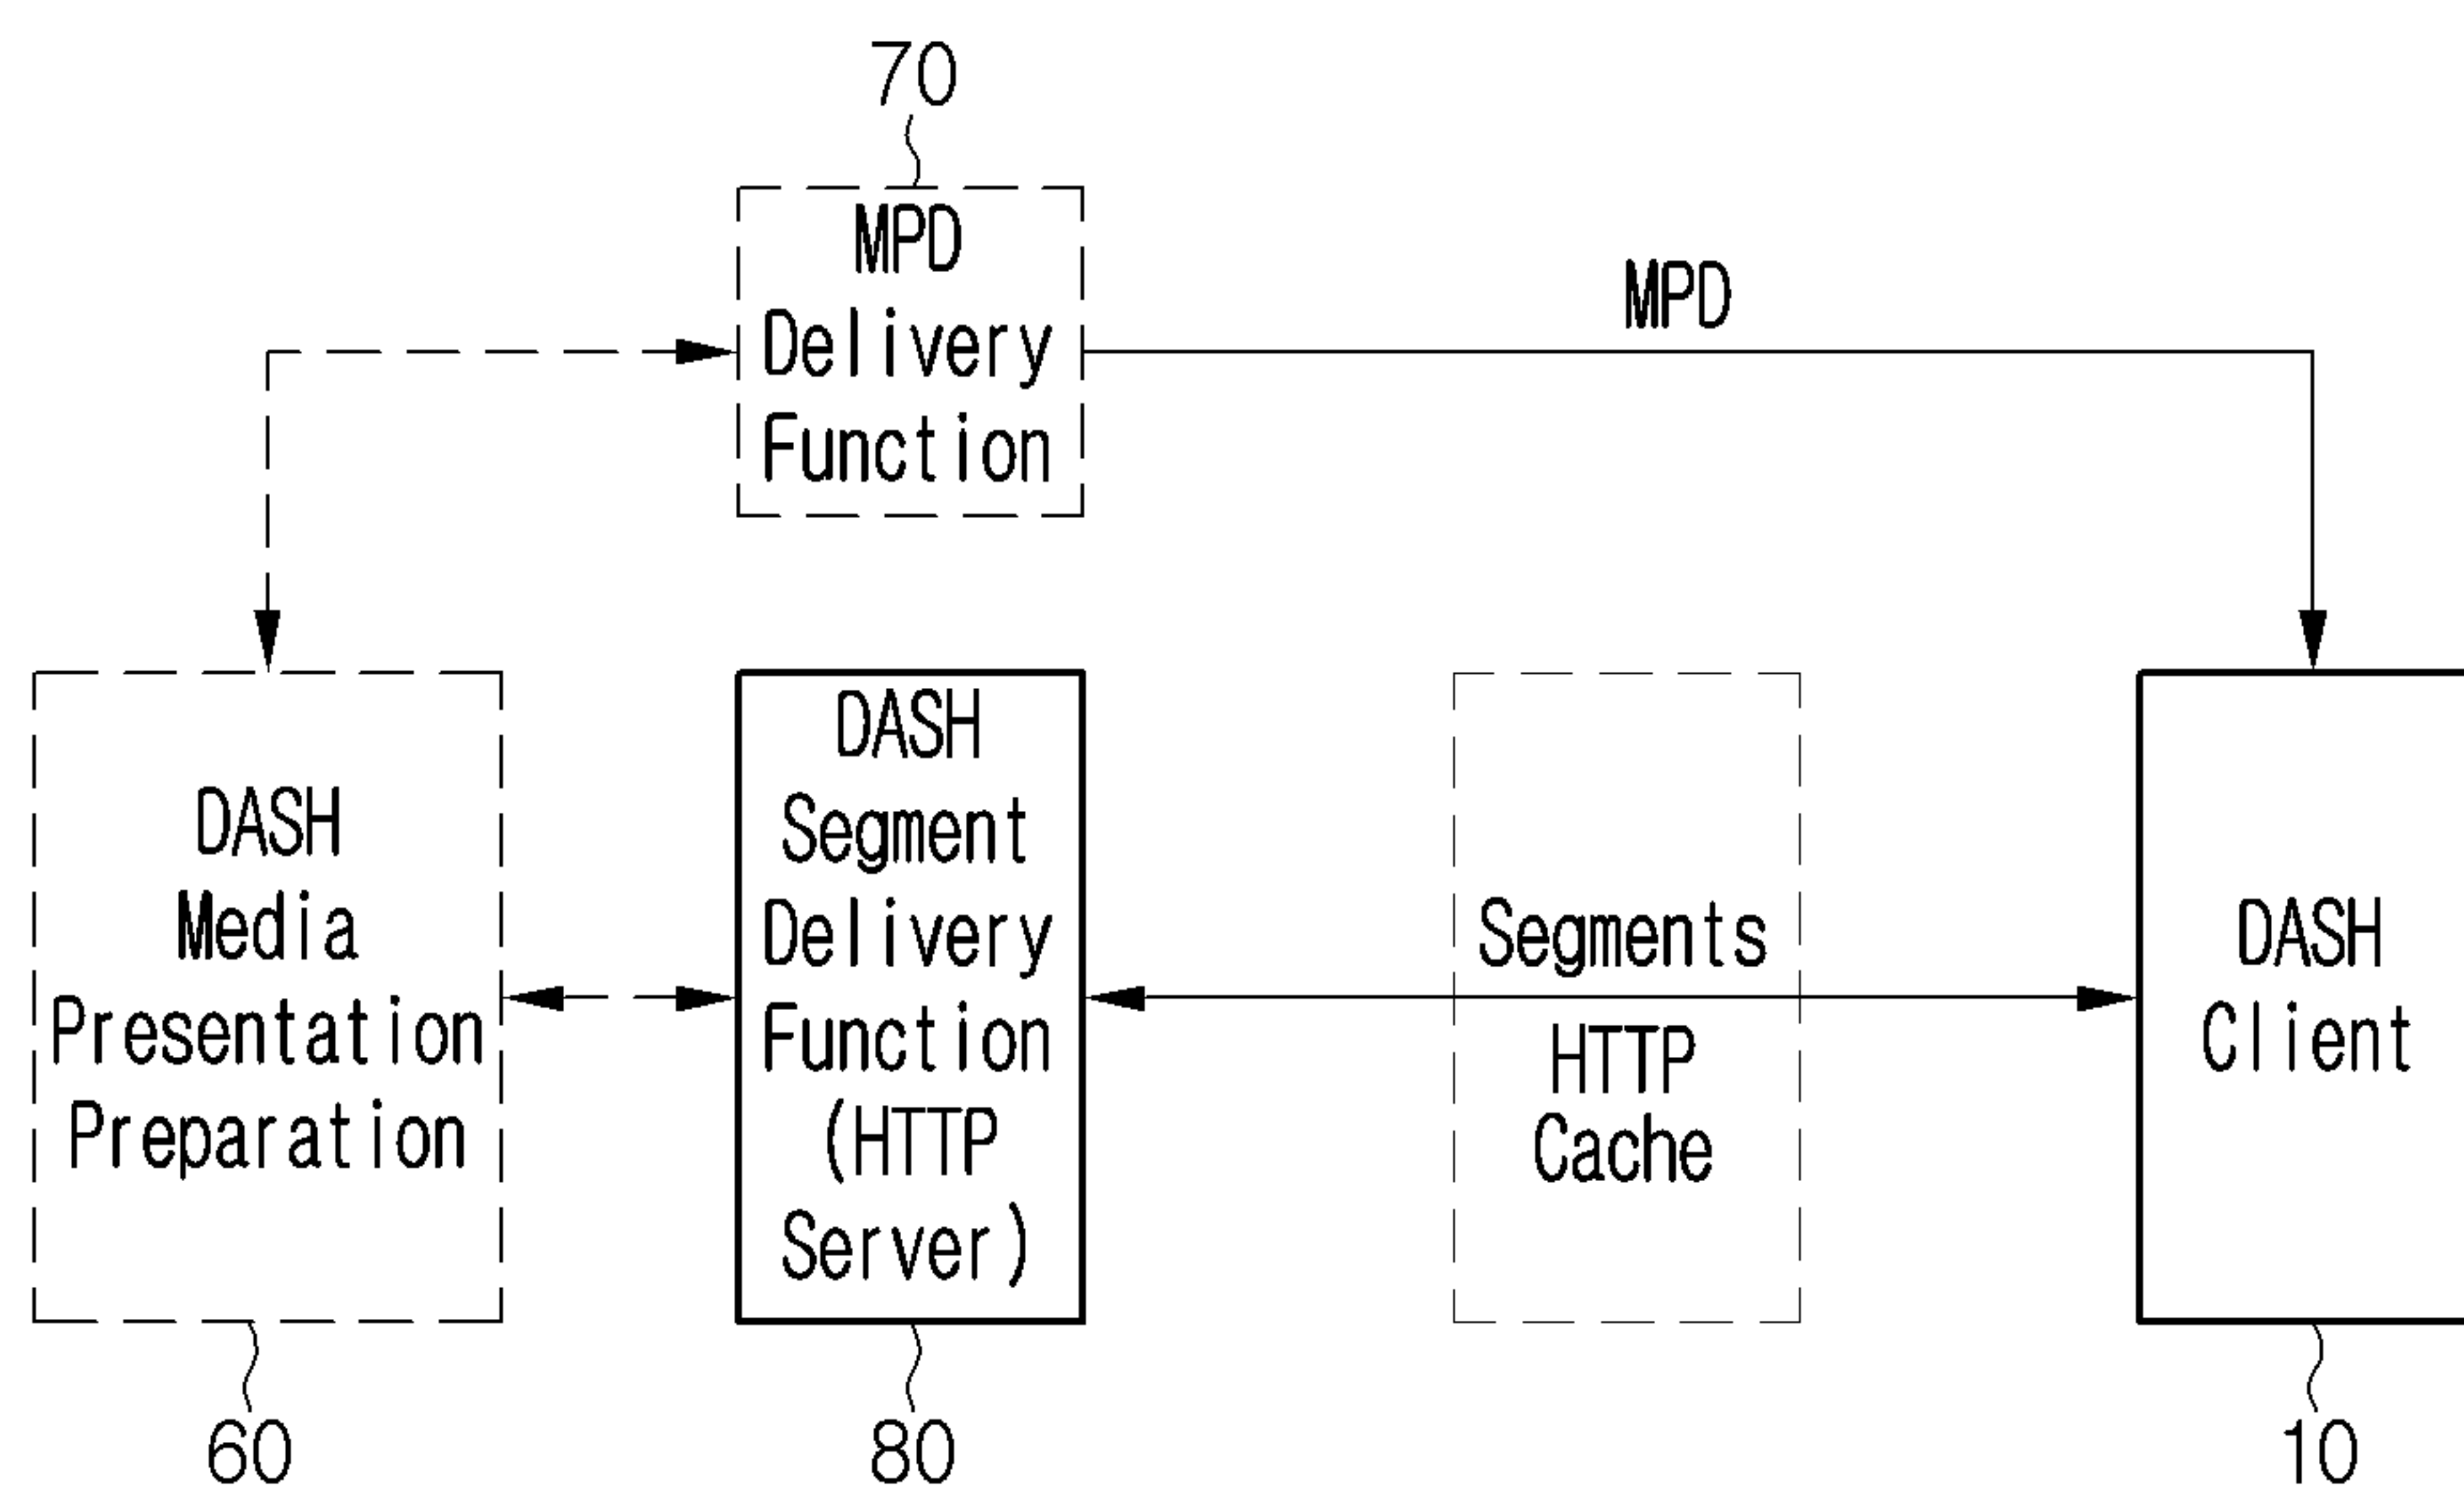 70
MPD
Delivery
Function
MPD
DASH
Media
Presentation
Preparation
60
DASH
Segment
Delivery
Function
(HTTP
Server)
80
Segments
HTTP
Cache
DASH
Client
10